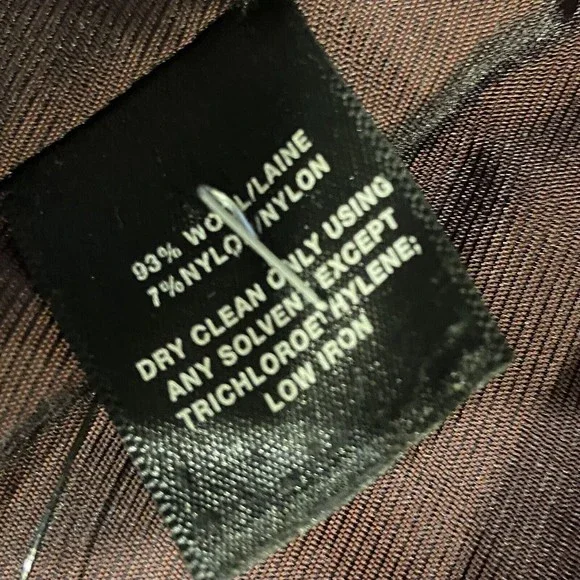 93% WOOL/LAINE
7%NYLON/NYLON
DRY CLEAN ONLY USING
ANY SOLVENT EXCEPT
TRICHLOROETHYLENE;
LOW IRON